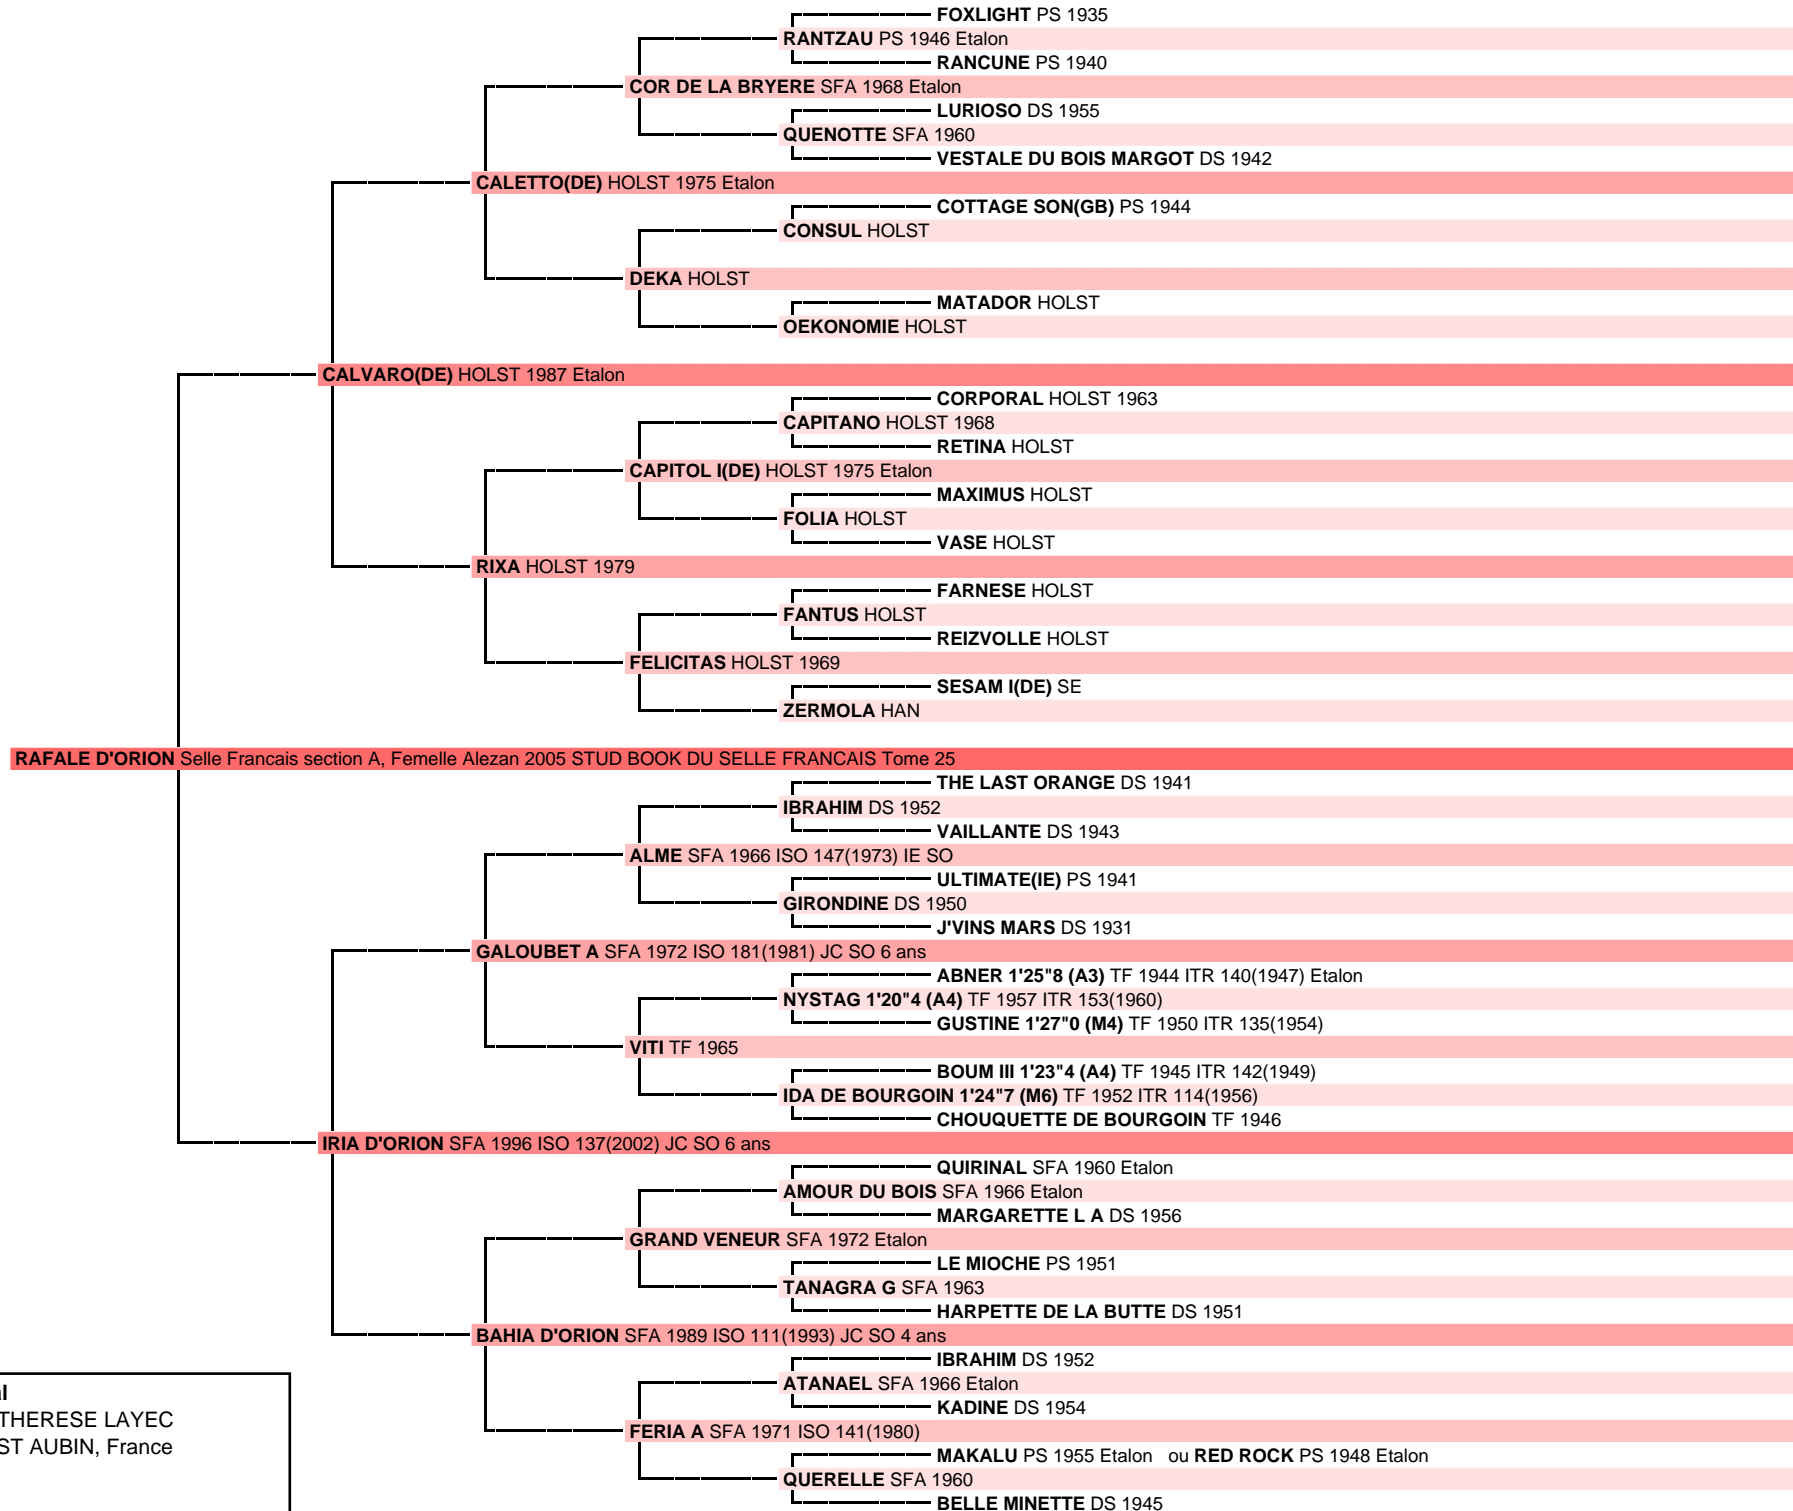 FOXLIGHT PS 1935
RANTZAU PS 1946 Etalon
RANCUNE PS 1940
COR DE LA BRYERE SFA 1968 Etalon
LURIOSO DS 1955
QUENOTTE SFA 1960
VESTALE DU BOIS MARGOT DS 1942
CALETTO(DE) HOLST 1975 Etalon
COTTAGE SON(GB) PS 1944
CONSUL HOLST
DEKA HOLST
MATADOR HOLST
OEKONOMIE HOLST
CALVARO(DE) HOLST 1987 Etalon
CORPORAL HOLST 1963
CAPITANO HOLST 1968
RETINA HOLST
CAPITOL I(DE) HOLST 1975 Etalon
MAXIMUS HOLST
FOLIA HOLST
VASE HOLST
RIXA HOLST 1979
FARNESE HOLST
FANTUS HOLST
REIZVOLLE HOLST
FELICITAS HOLST 1969
SESAM I(DE) SE
ZERMOLA HAN
RAFALE D'ORION Selle Francais section A, Femelle Alezan 2005 STUD BOOK DU SELLE FRANCAIS Tome 25
THE LAST ORANGE DS 1941
IBRAHIM DS 1952
VAILLANTE DS 1943
ALME SFA 1966 ISO 147(1973) IE SO
ULTIMATE(IE) PS 1941
GIRONDINE DS 1950
J'VINS MARS DS 1931
GALOUBET A SFA 1972 ISO 181(1981) JC SO 6 ans
ABNER 1'25"8 (A3) TF 1944 ITR 140(1947) Etalon
NYSTAG 1'20"4 (A4) TF 1957 ITR 153(1960)
GUSTINE 1'27"0 (M4) TF 1950 ITR 135(1954)
VITI TF 1965
BOUM III 1'23"4 (A4) TF 1945 ITR 142(1949)
IDA DE BOURGOIN 1'24"7 (M6) TF 1952 ITR 114(1956)
CHOUQUETTE DE BOURGOIN TF 1946
IRIA D'ORION SFA 1996 ISO 137(2002) JC SO 6 ans
QUIRINAL SFA 1960 Etalon
AMOUR DU BOIS SFA 1966 Etalon
MARGARETTE L A DS 1956
GRAND VENEUR SFA 1972 Etalon
LE MIOCHE PS 1951
TANAGRA G SFA 1963
HARPETTE DE LA BUTTE DS 1951
BAHIA D'ORION SFA 1989 ISO 111(1993) JC SO 4 ans
IBRAHIM DS 1952
ATANAEL SFA 1966 Etalon
KADINE DS 1954
FERIA A SFA 1971 ISO 141(1980)
MAKALU PS 1955 Etalon ou RED ROCK PS 1948 Etalon
QUERELLE SFA 1960
BELLE MINETTE DS 1945
THERESE LAYEC
ST AUBIN, France